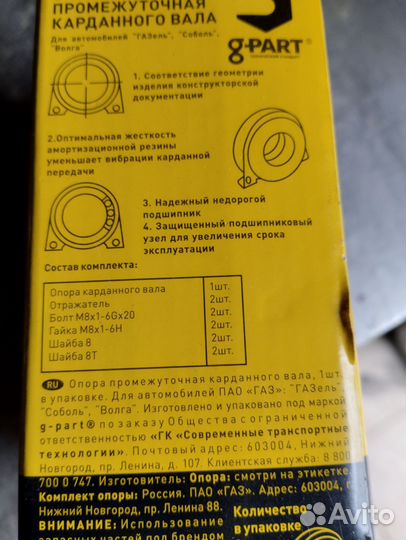 ПРОМЕЖУТОЧНАЯ
КАРДАННОГО ВАЛА
Для автомобилей "ГАЗель", "Соболь",
"Волга"
g-PART®
1. Соответствие геометрии
изделия конструкторской
документации
2.Оптимальная жесткость
амортизационной резины
уменьшает вибрации карданной
передачи
3. Надежный недорогой
подшипник
4. Защищенный подшипниковый
узел для увеличения срока
эксплуатации
Состав комплекта:
Опора карданного вала 1шт.
Отражатель 2шт.
Болт М8х1-6Gх20 2шт.
Гайка М8х1-6Н 2шт.
Шайба 8 2шт.
Шайба 8Т 2шт.
RU Опора промежуточная карданного вала, 1шт.
в упаковке. Для автомобилей ПАО «ГАЗ»: "ГАЗель",
"Соболь", "Волга". Изготовлено и упаковано под маркой
g-part® по заказу Общества с ограниченной
ответственностью «ГК «Современные транспортные
технологии». Почтовый адрес: 603004, Нижний
Новгород, пр. Ленина, д. 107. Клиентская служба: 8 800
700 0 747. Изготовитель: Опора: смотри на этикетке.
Комплект опоры: Россия. ПАО «ГАЗ». Адрес: 603004, г.
Нижний Новгород, пр. Ленина 88.
ВНИМАНИЕ: Использование
запасных частей под брендом
Количество
в упаковке
Avito